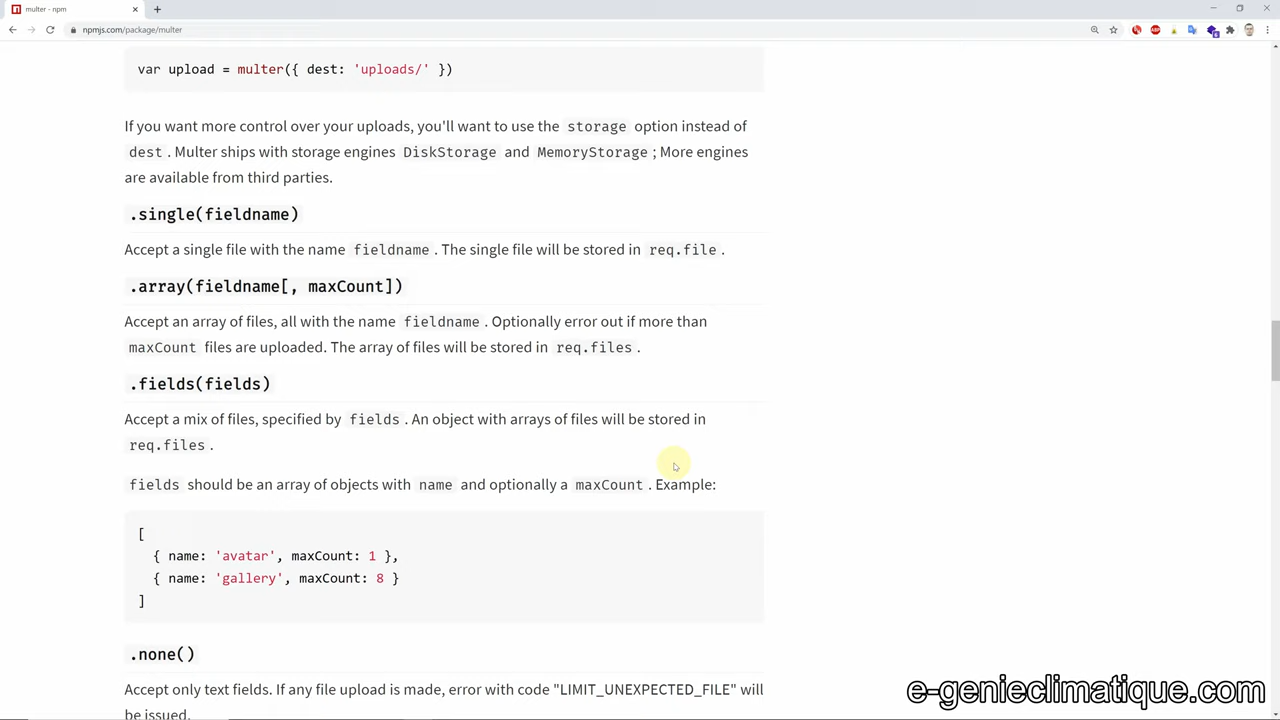 multer - npm
npmjs.com/package/multer
var upload = multer({ dest: 'uploads/' })
If you want more control over your uploads, you'll want to use the storage option instead of
dest . Multer ships with storage engines DiskStorage and MemoryStorage ; More engines
are available from third parties.
.single(fieldname)
Accept a single file with the name fieldname . The single file will be stored in req.file .
.array(fieldname[, maxCount])
Accept an array of files, all with the name fieldname . Optionally error out if more than
maxCount files are uploaded. The array of files will be stored in req.files .
.fields(fields)
Accept a mix of files, specified by fields . An object with arrays of files will be stored in
req.files .
fields should be an array of objects with name and optionally a maxCount . Example:
[
{ name: 'avatar', maxCount: 1 },
{ name: 'gallery', maxCount: 8 }
]
.none()
Accept only text fields. If any file upload is made, error with code "LIMIT_UNEXPECTED_FILE" will
be issued.
e-genieclimatique.com